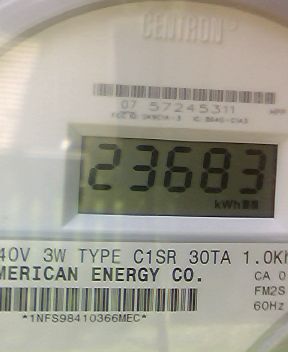 CENTRON
07 57245311
23683
kWh
40V 3W TYPE C1SR 30TA 1.0Kh
MERICAN ENERGY CO.
CA 0
FM2S
60Hz
*1NFS98410366MEC*